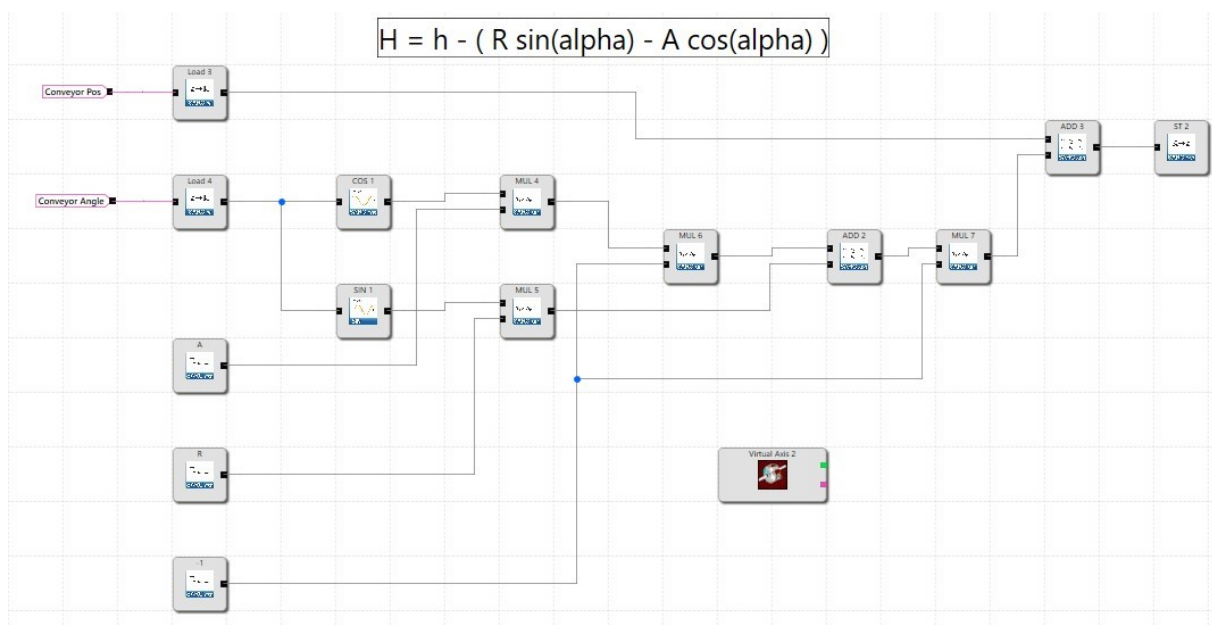 H = h - ( R sin(alpha) - A cos(alpha) )
Load 3
Conveyor Pos
ADD 3
ST 2
Load 4
COS 1
MUL 4
Conveyor Angle
MUL 6
ADD 2
MUL 7
SIN 1
MUL 5
A
R
Virtual Axis 2
-1